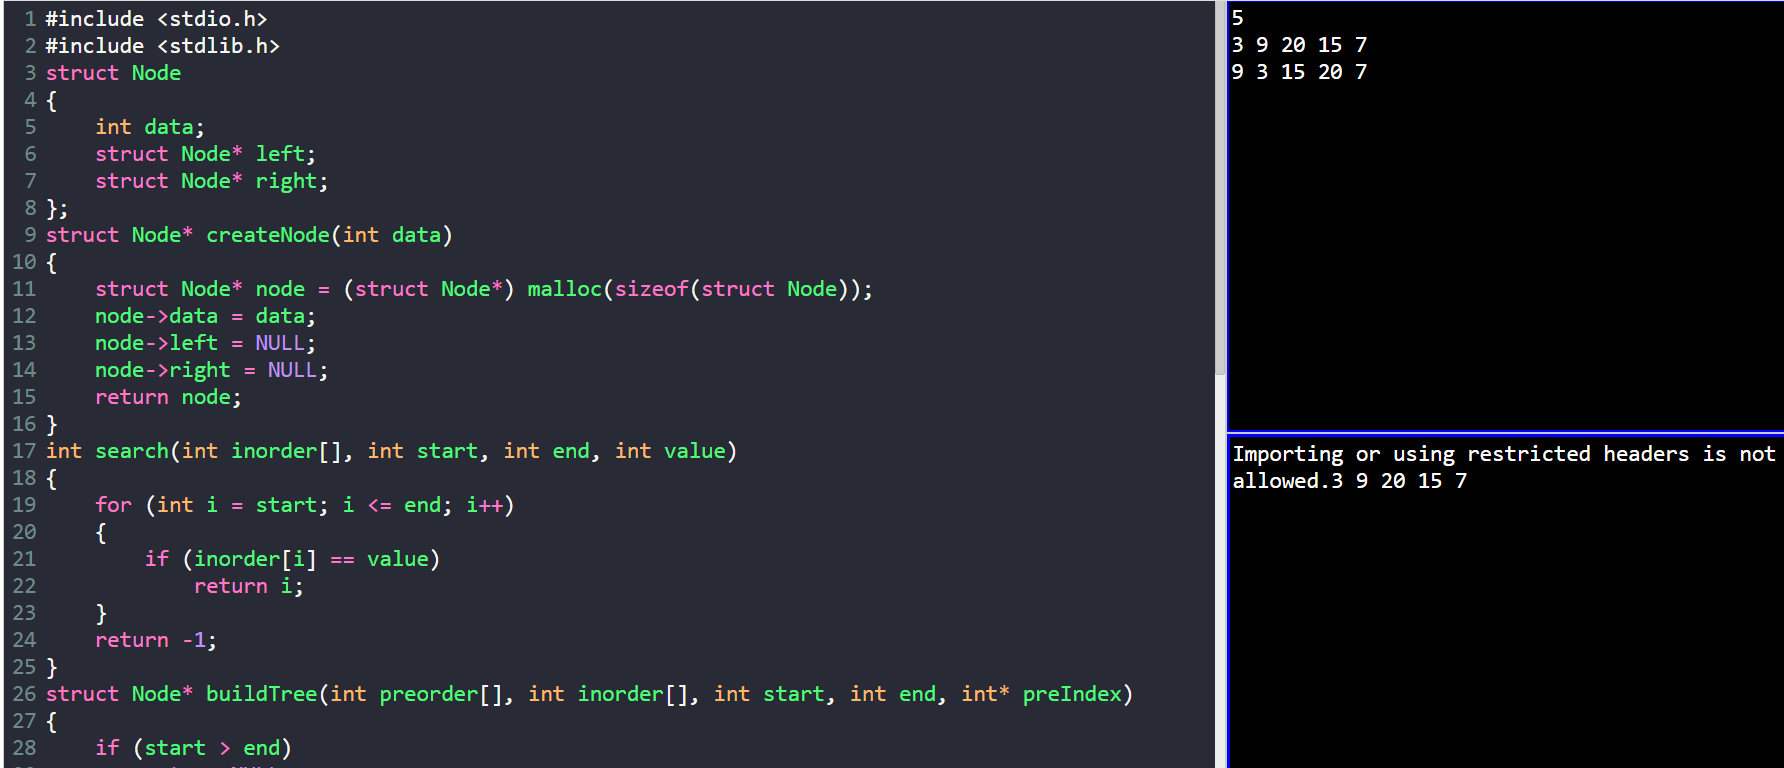 1 #include <stdio.h>
2 #include <stdlib.h>
3 struct Node
4 {
5     int data;
6     struct Node* left;
7     struct Node* right;
8 };
9 struct Node* createNode(int data)
10 {
11     struct Node* node = (struct Node*) malloc(sizeof(struct Node));
12     node->data = data;
13     node->left = NULL;
14     node->right = NULL;
15     return node;
16 }
17 int search(int inorder[], int start, int end, int value)
18 {
19     for (int i = start; i <= end; i++)
20     {
21         if (inorder[i] == value)
22             return i;
23     }
24     return -1;
25 }
26 struct Node* buildTree(int preorder[], int inorder[], int start, int end, int* preIndex)
27 {
28     if (start > end)
5
3 9 20 15 7
9 3 15 20 7
Importing or using restricted headers is not
allowed.3 9 20 15 7